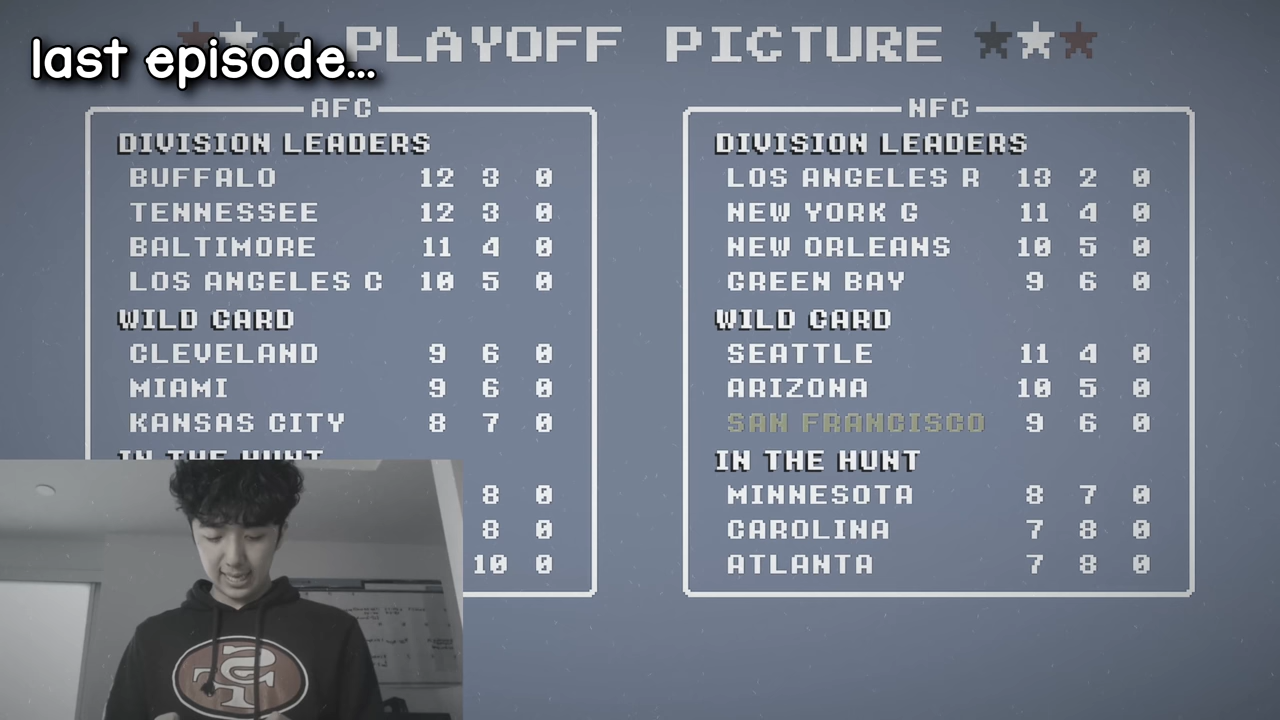 last episode...
PLAYOFF PICTURE
AFC
DIVISION LEADERS
BUFFALO 12 3 0
TENNESSEE 12 3 0
BALTIMORE 11 4 0
LOS ANGELES C 10 5 0
WILD CARD
CLEVELAND 9 6 0
MIAMI 9 6 0
KANSAS CITY 8 7 0
IN THE HUNT
8 0
8 0
10 0
NFC
DIVISION LEADERS
LOS ANGELES R 13 2 0
NEW YORK G 11 4 0
NEW ORLEANS 10 5 0
GREEN BAY 9 6 0
WILD CARD
SEATTLE 11 4 0
ARIZONA 10 5 0
SAN FRANCISCO 9 6 0
IN THE HUNT
MINNESOTA 8 7 0
CAROLINA 7 8 0
ATLANTA 7 8 0
SF